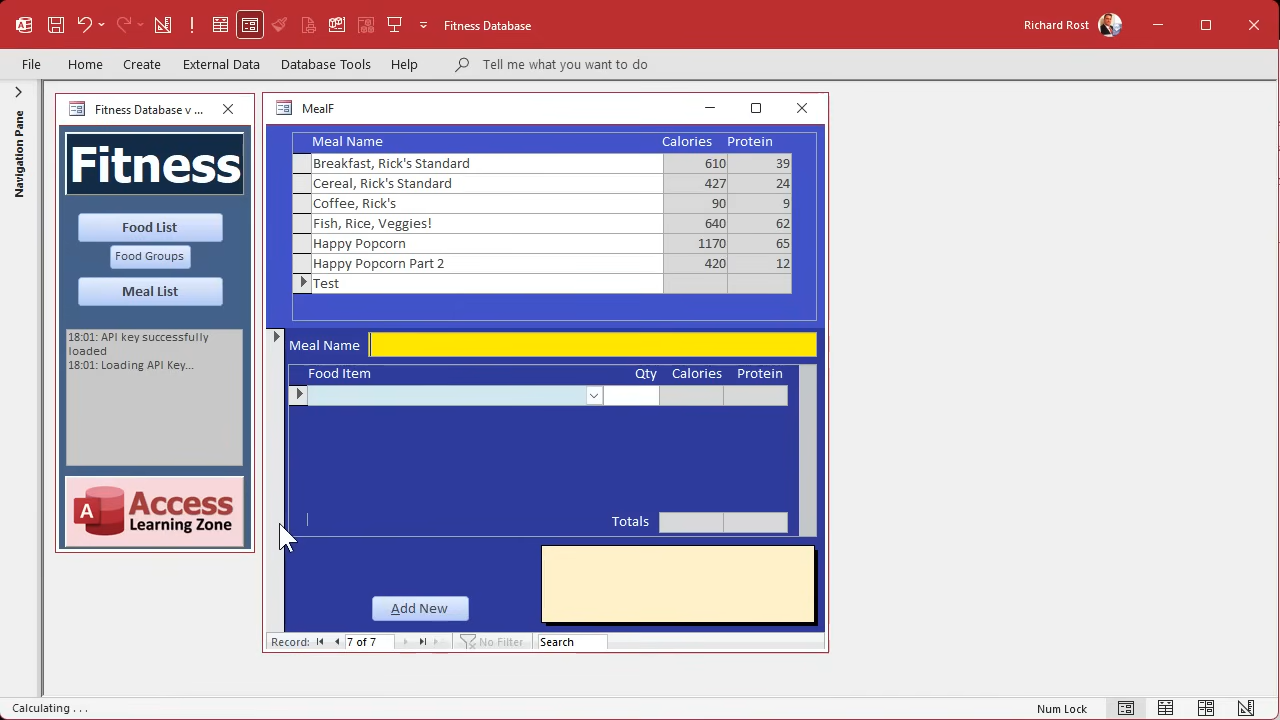 Fitness Database
Richard Rost
File Home Create External Data Database Tools Help Tell me what you want to do
Navigation Pane
Fitness Database v ...
Fitness
Food List
Food Groups
Meal List
18:01: API key successfully
loaded
18:01: Loading API Key...
A Access
Learning Zone
MealF
Meal Name Calories Protein
Breakfast, Rick's Standard 610 39
Cereal, Rick's Standard 427 24
Coffee, Rick's 90 9
Fish, Rice, Veggies! 640 62
Happy Popcorn 1170 65
Happy Popcorn Part 2 420 12
Test
Meal Name
Food Item Qty Calories Protein
Totals
Add New
Record: 7 of 7 No Filter Search
Calculating . . . Num Lock